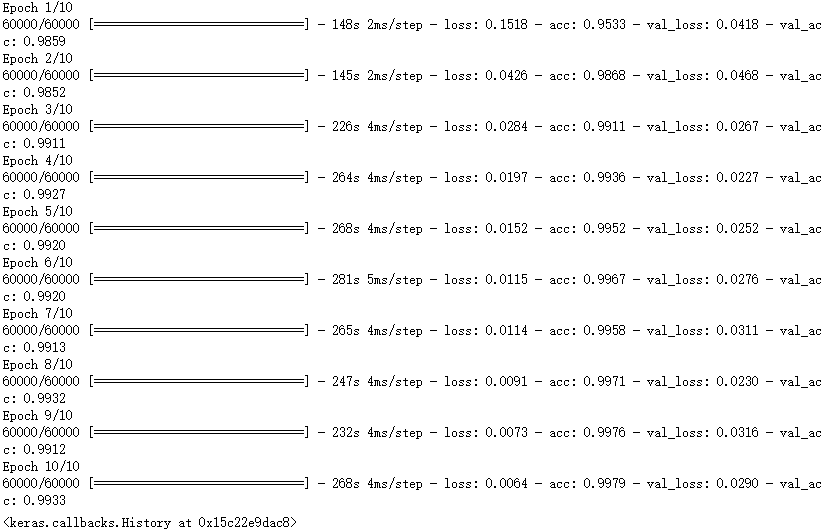 Epoch 1/10
60000/60000 [==============================] - 148s 2ms/step - loss: 0.1518 - acc: 0.9533 - val_loss: 0.0418 - val_ac
c: 0.9859
Epoch 2/10
60000/60000 [==============================] - 145s 2ms/step - loss: 0.0426 - acc: 0.9868 - val_loss: 0.0468 - val_ac
c: 0.9852
Epoch 3/10
60000/60000 [==============================] - 226s 4ms/step - loss: 0.0284 - acc: 0.9911 - val_loss: 0.0267 - val_ac
c: 0.9911
Epoch 4/10
60000/60000 [==============================] - 264s 4ms/step - loss: 0.0197 - acc: 0.9936 - val_loss: 0.0227 - val_ac
c: 0.9927
Epoch 5/10
60000/60000 [==============================] - 268s 4ms/step - loss: 0.0152 - acc: 0.9952 - val_loss: 0.0252 - val_ac
c: 0.9920
Epoch 6/10
60000/60000 [==============================] - 281s 5ms/step - loss: 0.0115 - acc: 0.9967 - val_loss: 0.0276 - val_ac
c: 0.9920
Epoch 7/10
60000/60000 [==============================] - 265s 4ms/step - loss: 0.0114 - acc: 0.9958 - val_loss: 0.0311 - val_ac
c: 0.9913
Epoch 8/10
60000/60000 [==============================] - 247s 4ms/step - loss: 0.0091 - acc: 0.9971 - val_loss: 0.0230 - val_ac
c: 0.9932
Epoch 9/10
60000/60000 [==============================] - 232s 4ms/step - loss: 0.0073 - acc: 0.9976 - val_loss: 0.0316 - val_ac
c: 0.9912
Epoch 10/10
60000/60000 [==============================] - 268s 4ms/step - loss: 0.0064 - acc: 0.9979 - val_loss: 0.0290 - val_ac
c: 0.9933
<keras.callbacks.History at 0x15c22e9dac8>